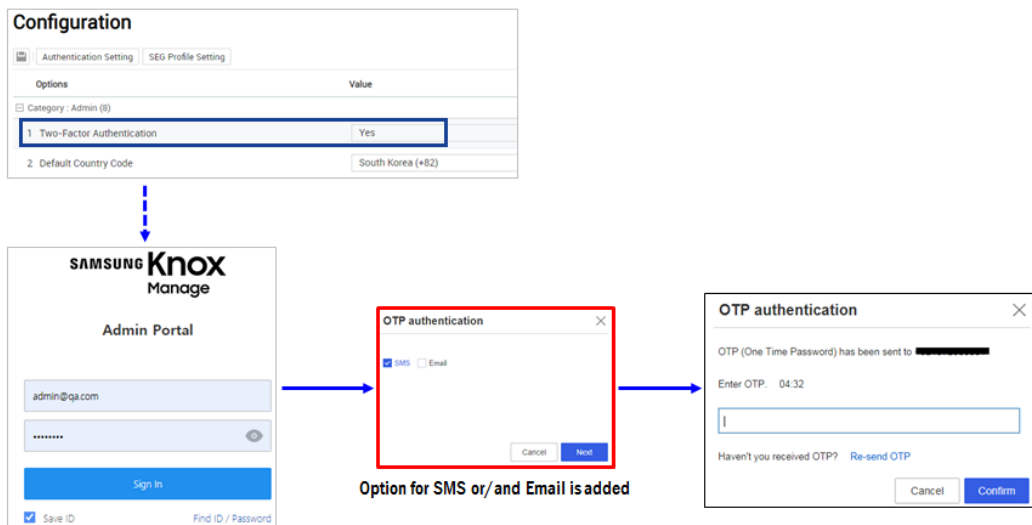 Configuration
Authentication Setting SEG Profile Setting
Options Value
Category : Admin (8)
1 Two-Factor Authentication Yes
2 Default Country Code South Korea (+82)
SAMSUNG Knox
Manage
Admin Portal
admin@qa.com
••••••••
Sign In
Save ID Find ID / Password
OTP authentication
SMS Email
Cancel Next
Option for SMS or/and Email is added
OTP authentication
OTP (One Time Password) has been sent to
Enter OTP. 04:32
Haven't you received OTP? Re-send OTP
Cancel Confirm